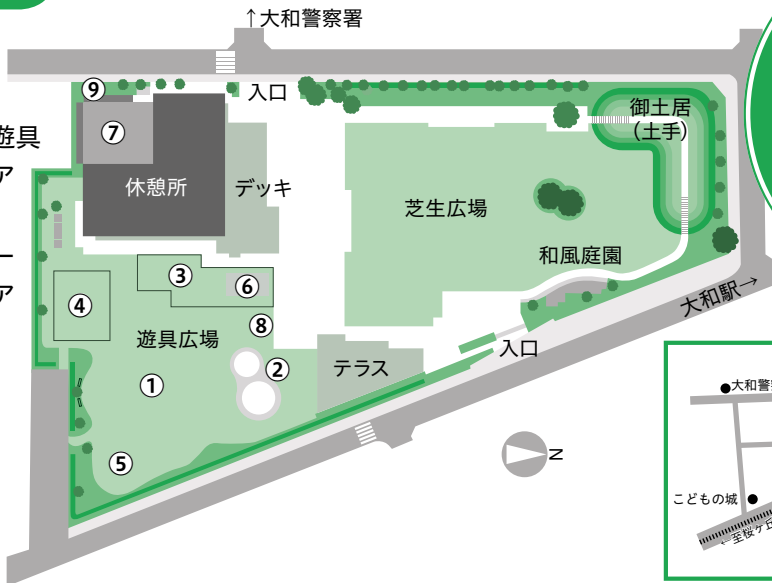 ↑大和警察署
⑨
入口
御土居
(土手)
⑦
遊具
ア
休憩所
デッキ
芝生広場
ー
ア
③
⑥
和風庭園
④
⑧
大和駅→
遊具広場
入口
②
テラス
①
⑤
N
●大和警察
こどもの城 ●
←至桜ケ丘